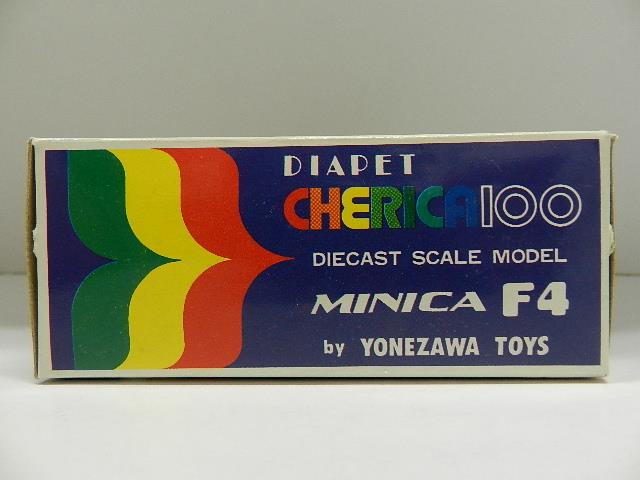 DIAPET
CHERICA100
DIECAST SCALE MODEL
MINICA F4
by YONEZAWA TOYS